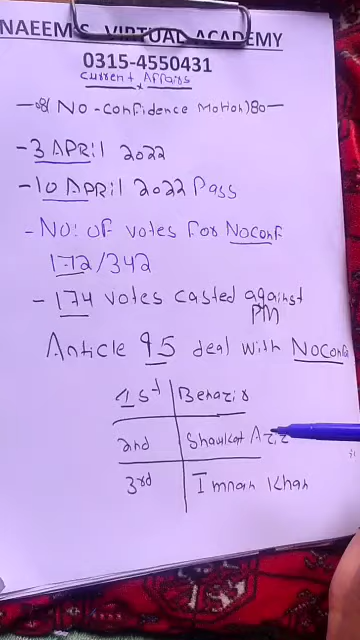 NAEEM'S VIRTUAL ACADEMY
0315-4550431
Current Affairs
No-Confidence Motion
- 3 APRil 2022
- 10 APRil 2022 Pass
- NO: of votes for Noconf
172/342
- 174 votes casted against
PM
Article 95 deal with Noconf
1st Benazir
2nd Shaukat Aziz
3rd Imran Khan